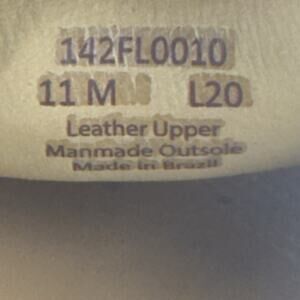 142FL0010
11 M L20
Leather Upper
Manmade Outsole
Made in Brazil